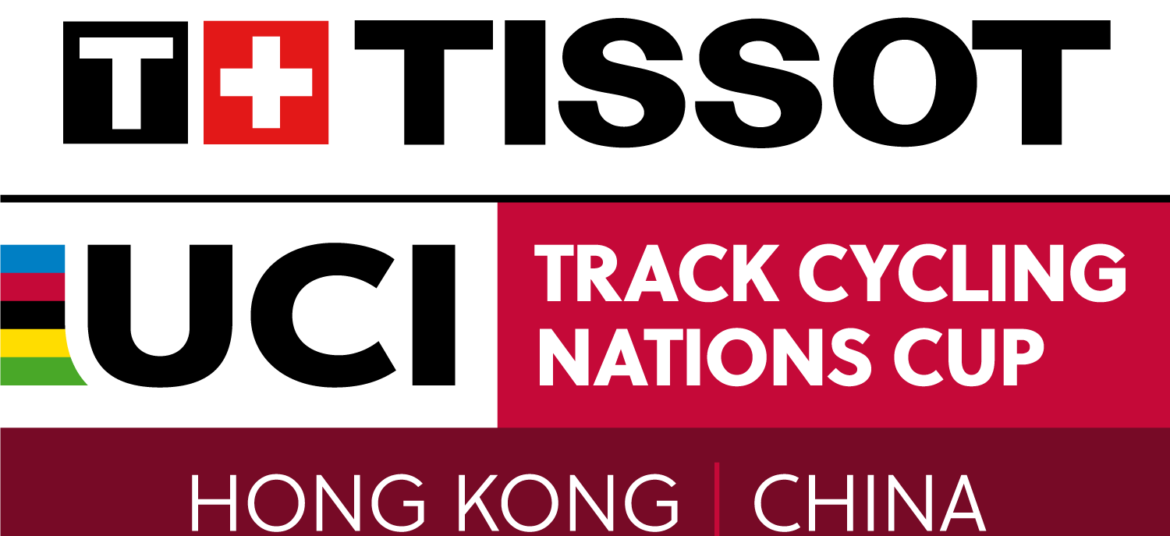 T+ TISSOT
UCI
TRACK CYCLING
NATIONS CUP
HONG KONG | CHINA